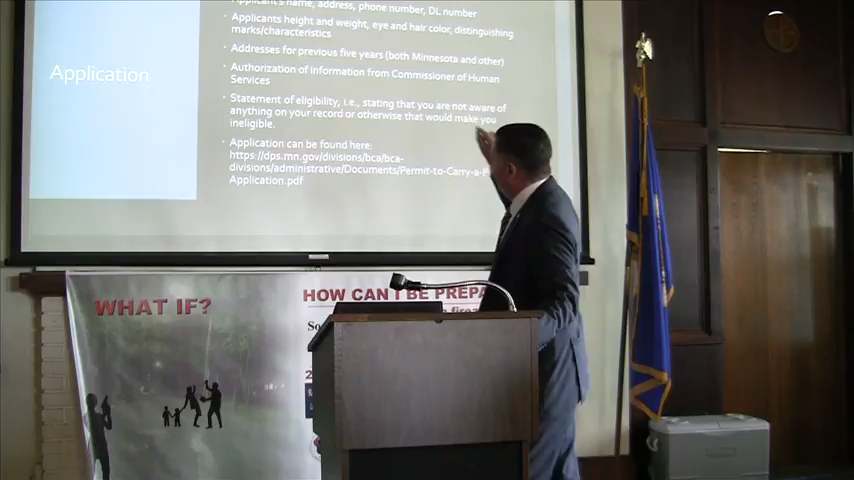 Applicant's name, address, phone number, DL number
Applicants height and weight, eye and hair color, distinguishing
marks/characteristics
Addresses for previous five years (both Minnesota and other)
Application
Authorization of Information from Commissioner of Human
Services
Statement of eligibility, i.e., stating that you are not aware of
anything on your record or otherwise that would make you
ineligible.
Application can be found here:
https://dps.mn.gov/divisions/bca/bca-
divisions/administrative/Documents/Permit-to-Carry-a-P
Application.pdf
WHAT IF?
HOW CAN I BE PREPA